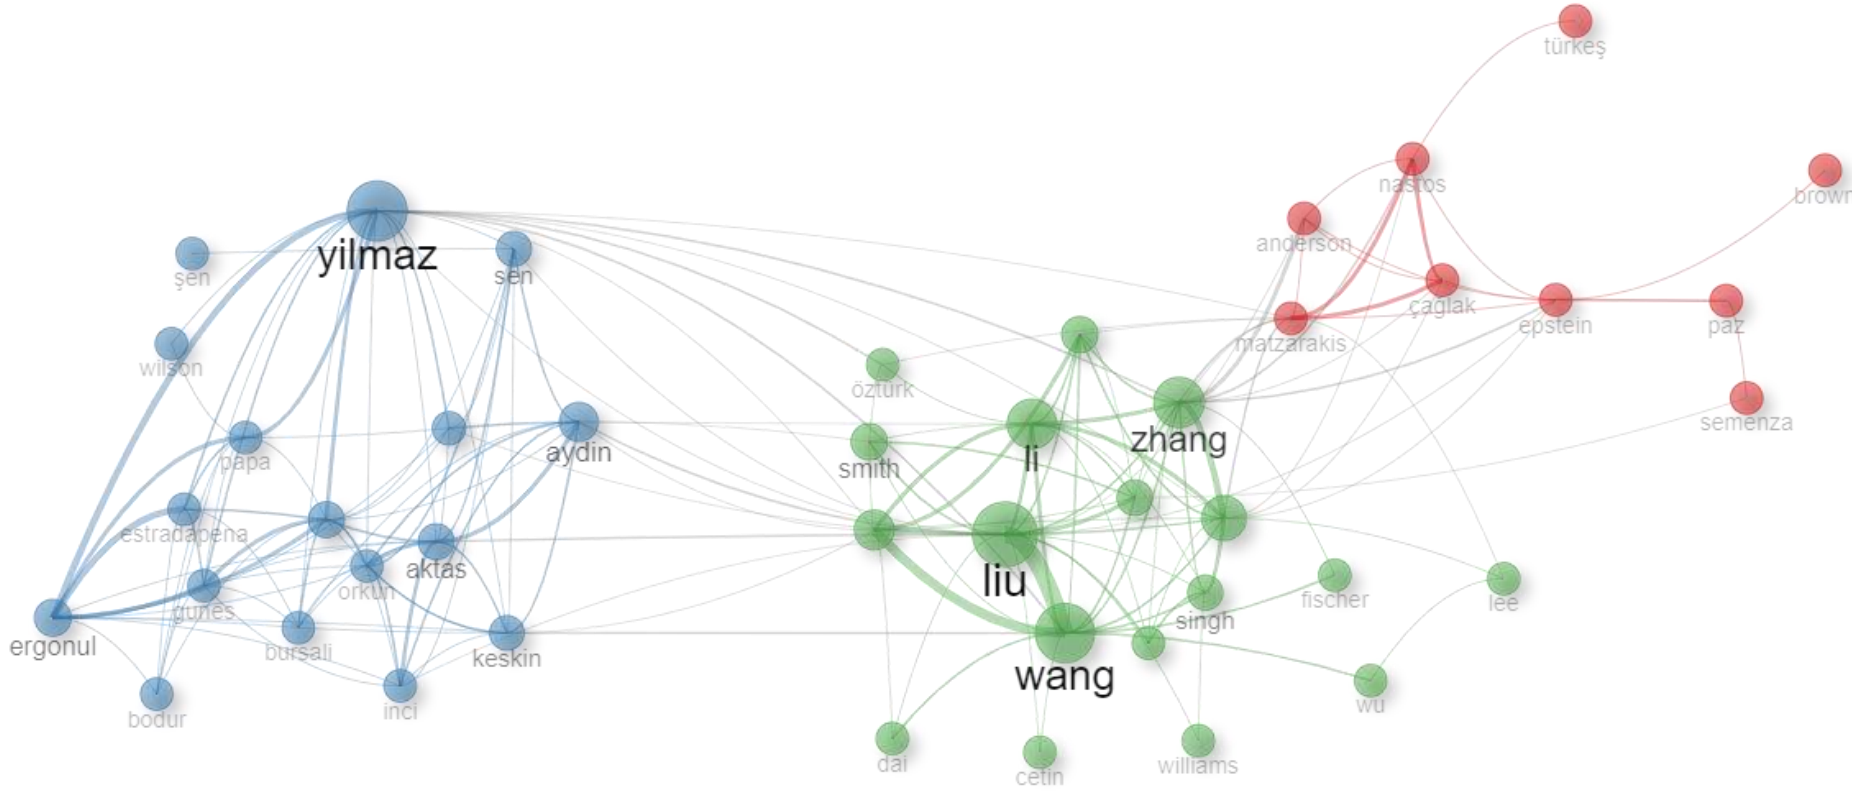 türkeş
nastos
brown
anderson
yilmaz
şen
sen
çağlak
epstein
paz
matzarakis
wilson
öztürk
semenza
zhang
li
aydin
papa
smith
estradapena
aktas
orkun
liu
fischer
lee
gunes
singh
ergonul
bursali
keskin
wang
wu
inci
bodur
dai
williams
cetin